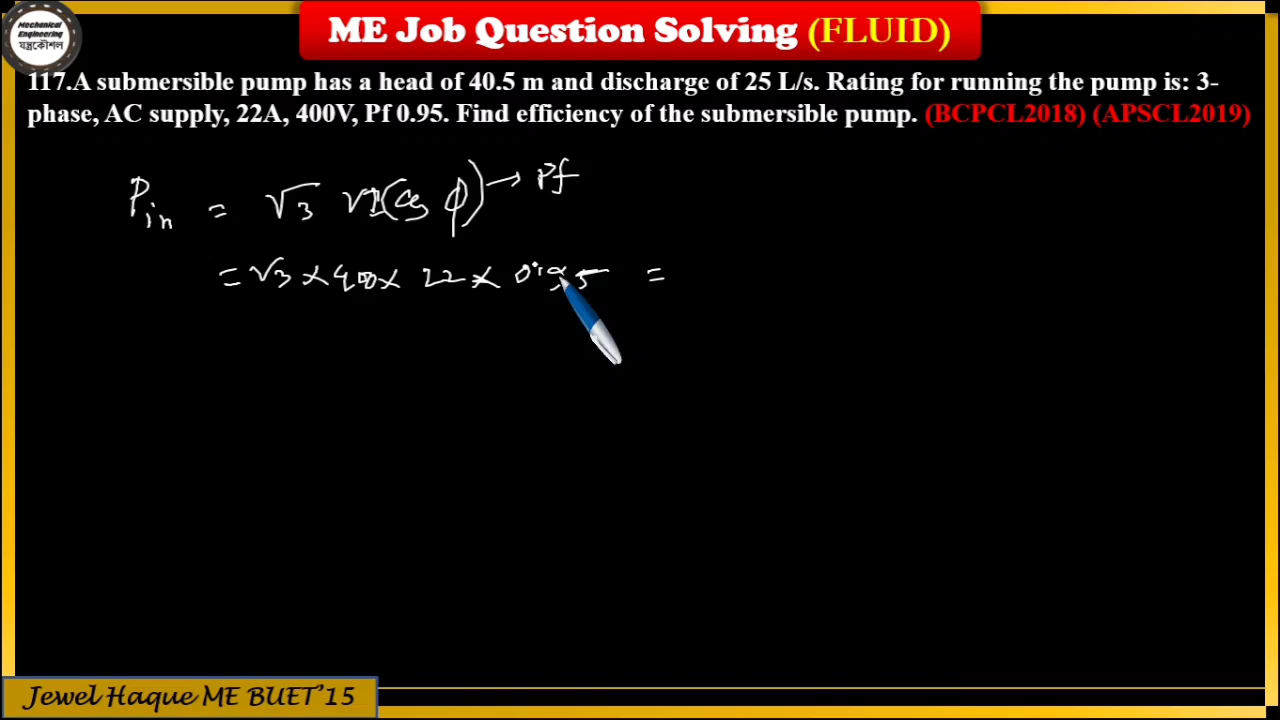 Mechanical
Engineering
যন্ত্রকৌশল
ME Job Question Solving (FLUID)
117.A submersible pump has a head of 40.5 m and discharge of 25 L/s. Rating for running the pump is: 3-
phase, AC supply, 22A, 400V, Pf 0.95. Find efficiency of the submersible pump. (BCPCL2018) (APSCL2019)
Pin = √3 VI(Cos φ) → Pf
= √3 × 400 × 22 × 0.95 =
Jewel Haque ME BUET'15